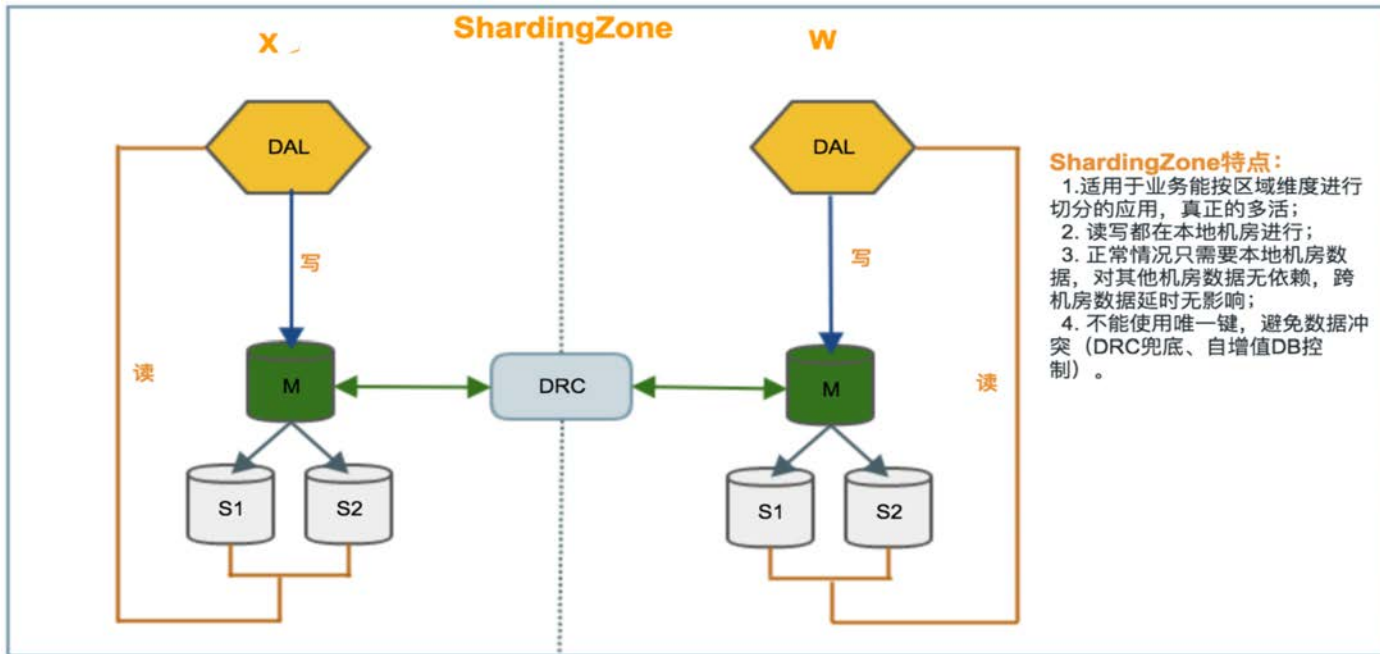 ShardingZone
X
W
DAL
DAL
写
写
读
读
M
DRC
M
S1
S2
S1
S2
ShardingZone特点：
1.适用于业务能按区域维度进行
切分的应用，真正的多活；
2. 读写都在本地机房进行；
3. 正常情况只需要本地机房数
据，对其他机房数据无依赖，跨
机房数据延时无影响；
4. 不能使用唯一键，避免数据冲
突（DRC兜底、自增值DB控
制）。